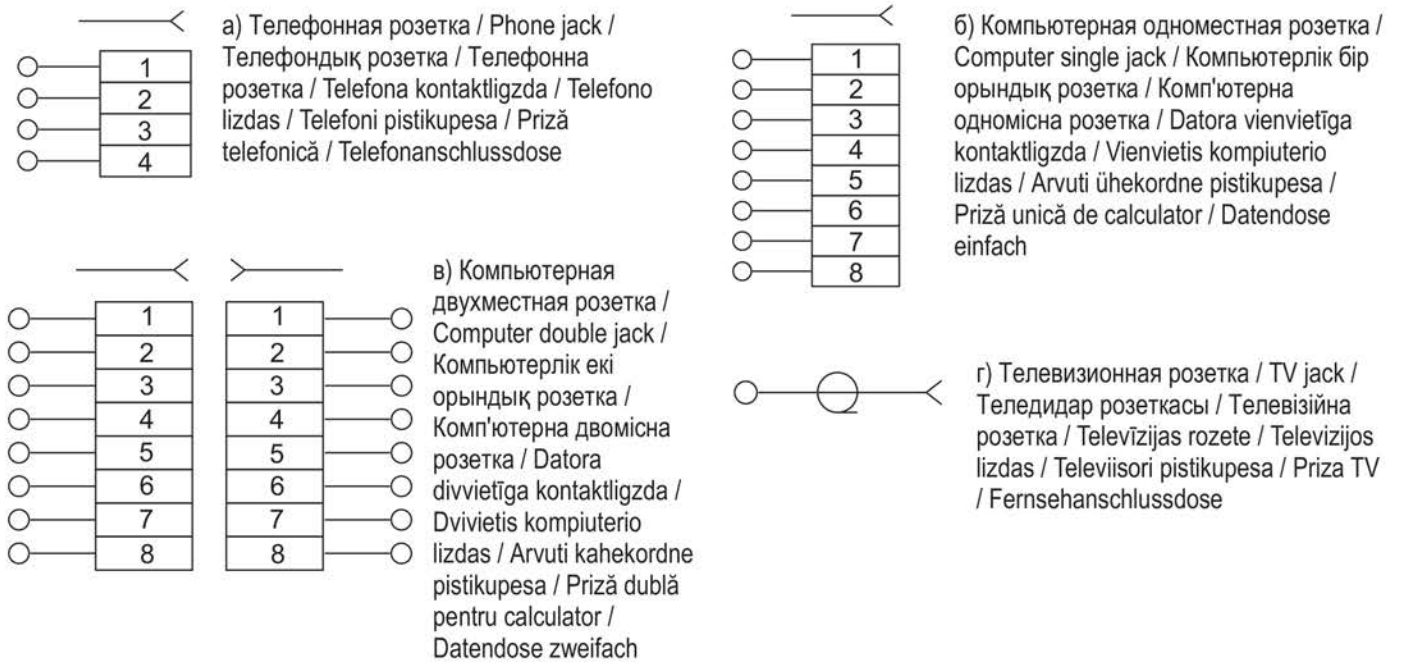 а) Телефонная розетка / Phone jack /
Телефондық розетка / Телефонна
розетка / Telefona kontaktligzda / Telefono
lizdas / Telefoni pistikupesa / Priză
telefonică / Telefonanschlussdose
1
2
3
4
б) Компьютерная одноместная розетка /
Computer single jack / Компьютерлік бір
орындық розетка / Комп'ютерна
одномісна розетка / Datora vienvietīga
kontaktligzda / Vienvietis kompiuterio
lizdas / Arvuti ühekordne pistikupesa /
Priză unică de calculator / Datendose
einfach
1
2
3
4
5
6
7
8
в) Компьютерная
двухместная розетка /
Computer double jack /
Компьютерлік екі
орындық розетка /
Комп'ютерна двомісна
розетка / Datora
divvietīga kontaktligzda /
Dvivietis kompiuterio
lizdas / Arvuti kahekordne
pistikupesa / Priză dublă
pentru calculator /
Datendose zweifach
1 1
2 2
3 3
4 4
5 5
6 6
7 7
8 8
г) Телевизионная розетка / TV jack /
Теледидар розеткасы / Телевізійна
розетка / Televīzijas rozete / Televizijos
lizdas / Televiisori pistikupesa / Priza TV
/ Fernsehanschlussdose